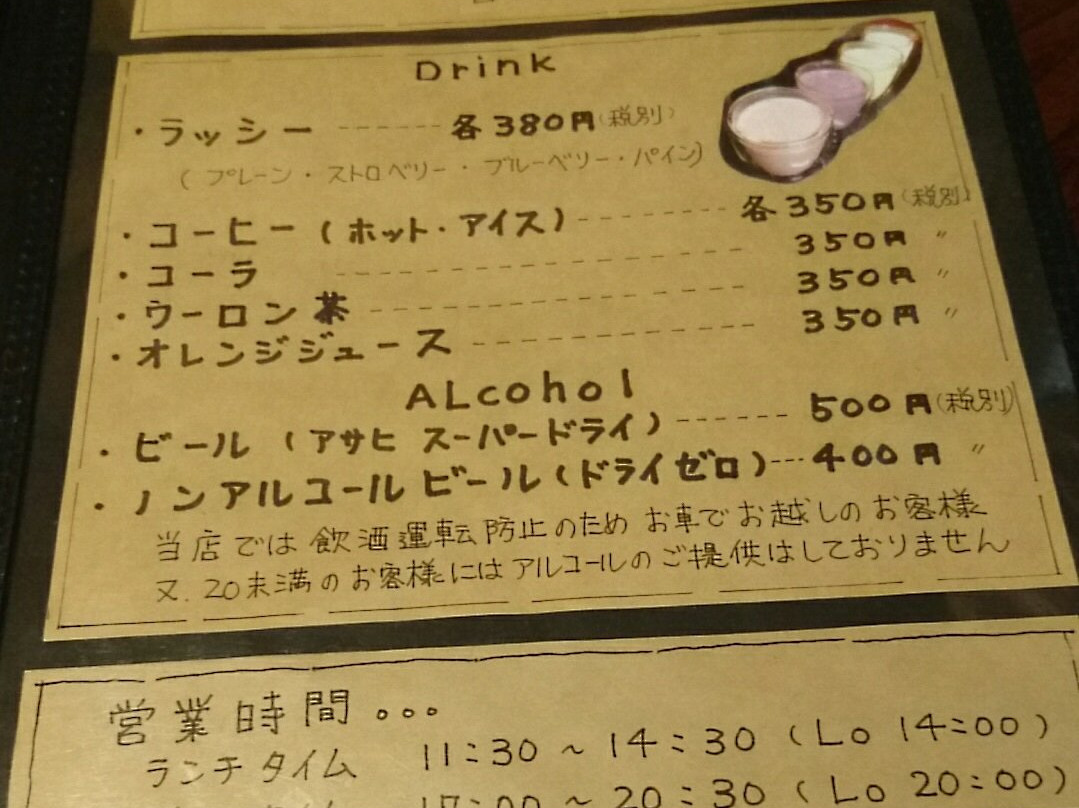 Drink
・ラッシー ------ 各380円(税別)
(プレーン・ストロベリー・ブルーベリー・パイン)
・コーヒー(ホット・アイス) -------- 各350円(税別)
・コーラ -------- 350円 〃
・ウーロン茶 -------- 350円 〃
・オレンジジュース -------- 350円 〃
ALcohol
・ビール (アサヒ スーパードライ) ------ 500円(税別)
・ノンアルコールビール(ドライゼロ)--- 400円 〃
当店では飲酒運転防止のため お車でお越しの お客様
又、20未満のお客様にはアルコールのご提供はしておりません
営業時間...
ランチタイム 11:30 ~ 14:30 (Lo 14:00)
17:00 ~ 20:30 (Lo 20:00)